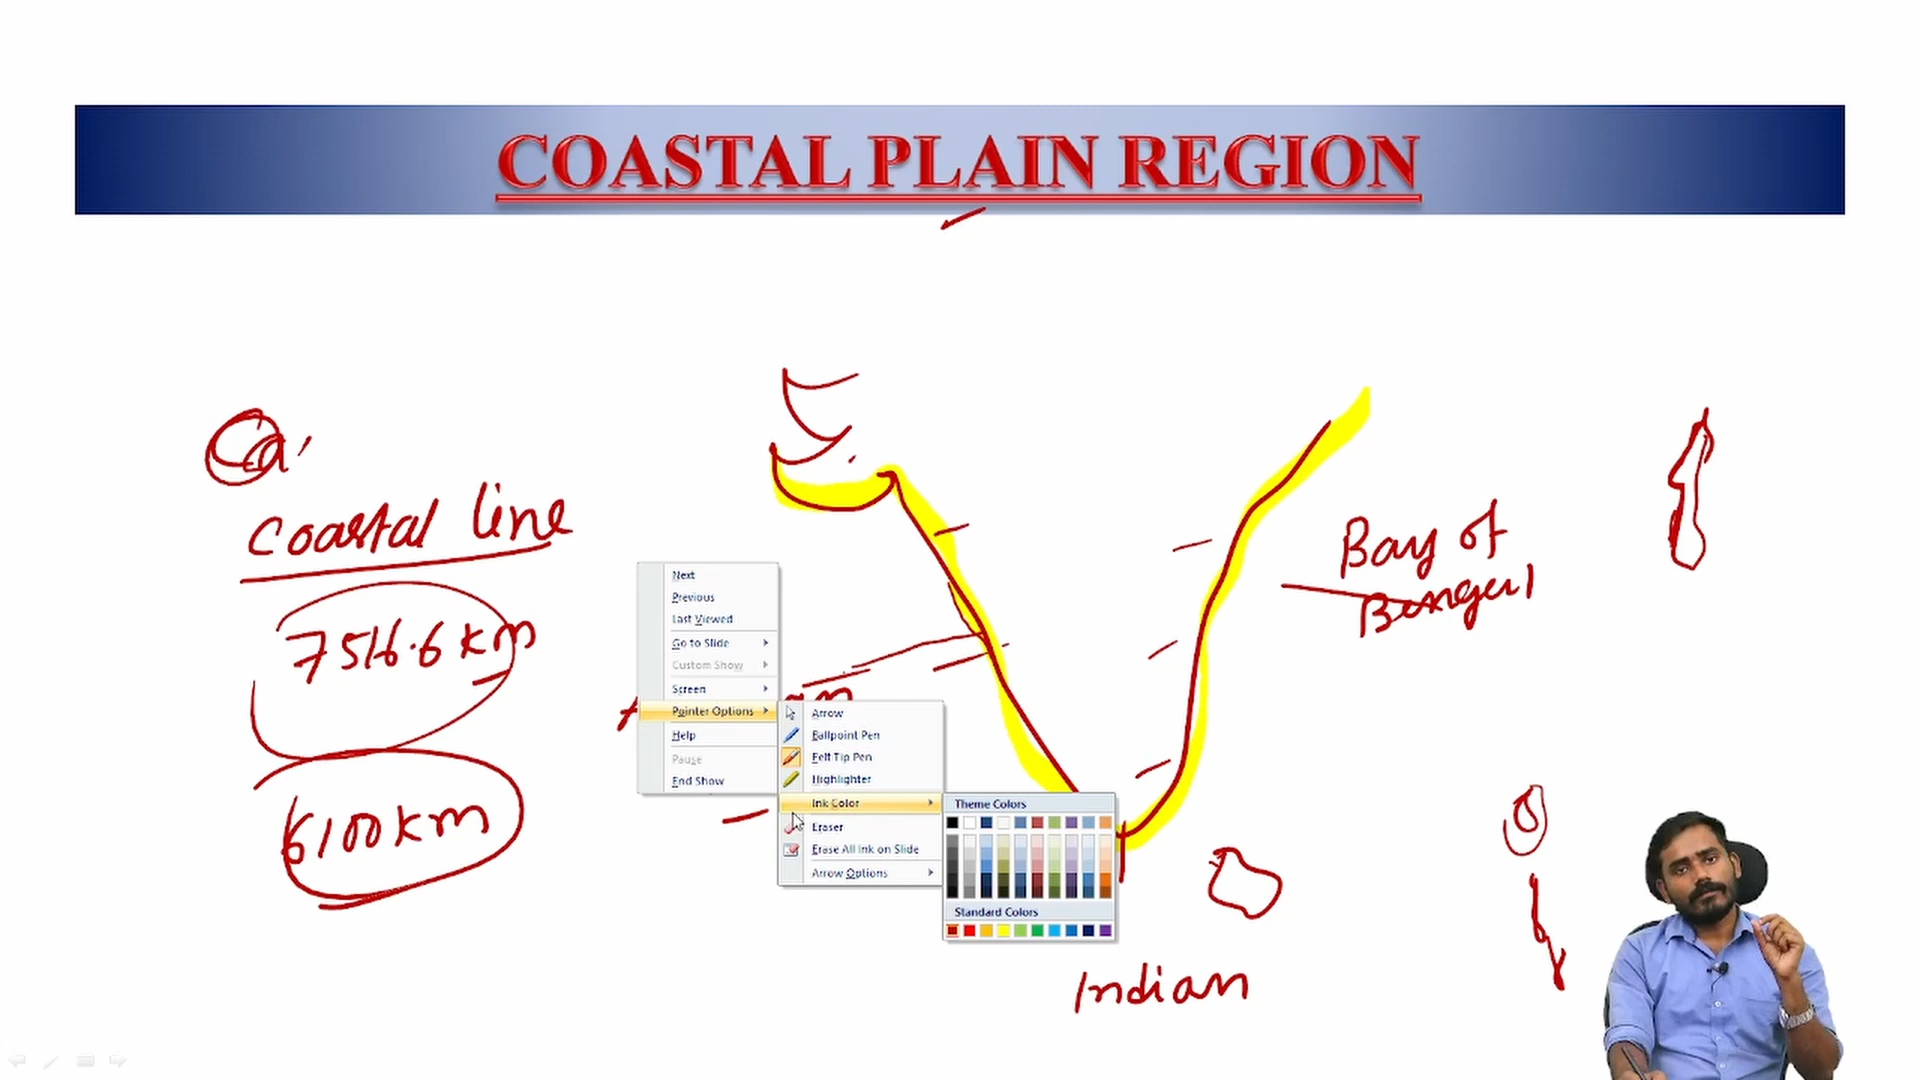 COASTAL PLAIN REGION
Coastal line
7516.6 km
6100 km
Bay of
Bengal
Indian
Next
Previous
Last Viewed
Go to Slide
Custom Show
Screen
Pointer Options
Help
Pause
End Show
Arrow
Ballpoint Pen
Felt Tip Pen
Highlighter
Ink Color
Eraser
Erase All Ink on Slide
Arrow Options
Theme Colors
Standard Colors